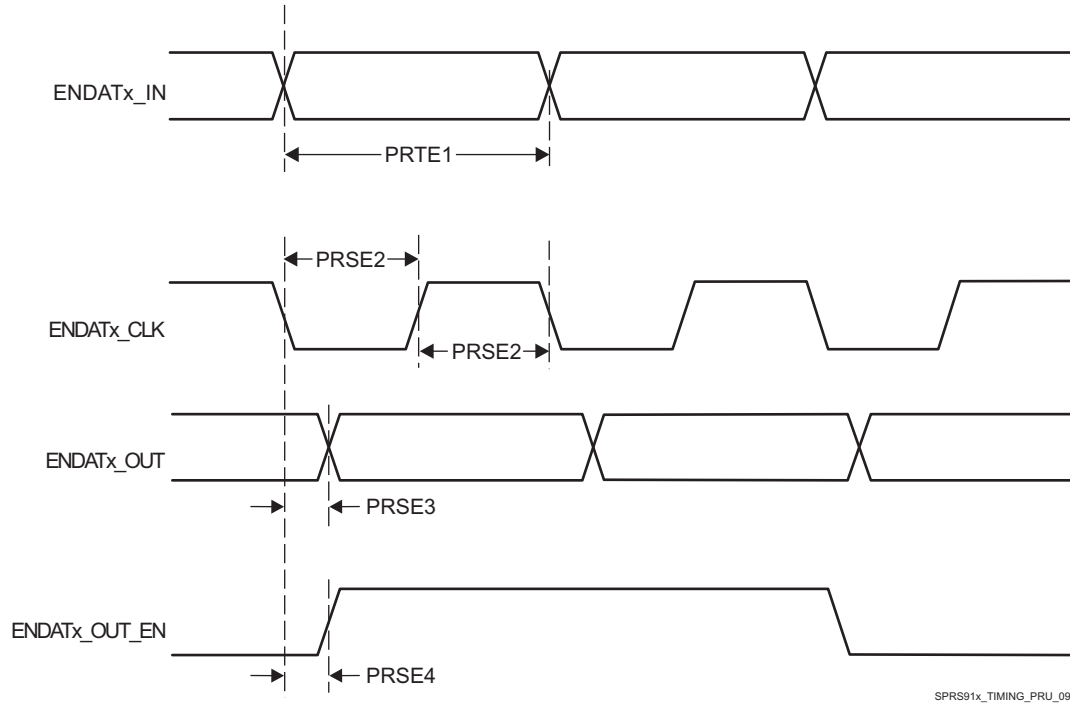 ENDATx_IN
PRTE1
PRSE2
ENDATx_CLK
PRSE2
ENDATx_OUT
PRSE3
ENDATx_OUT_EN
PRSE4
SPRS91x_TIMING_PRU_09